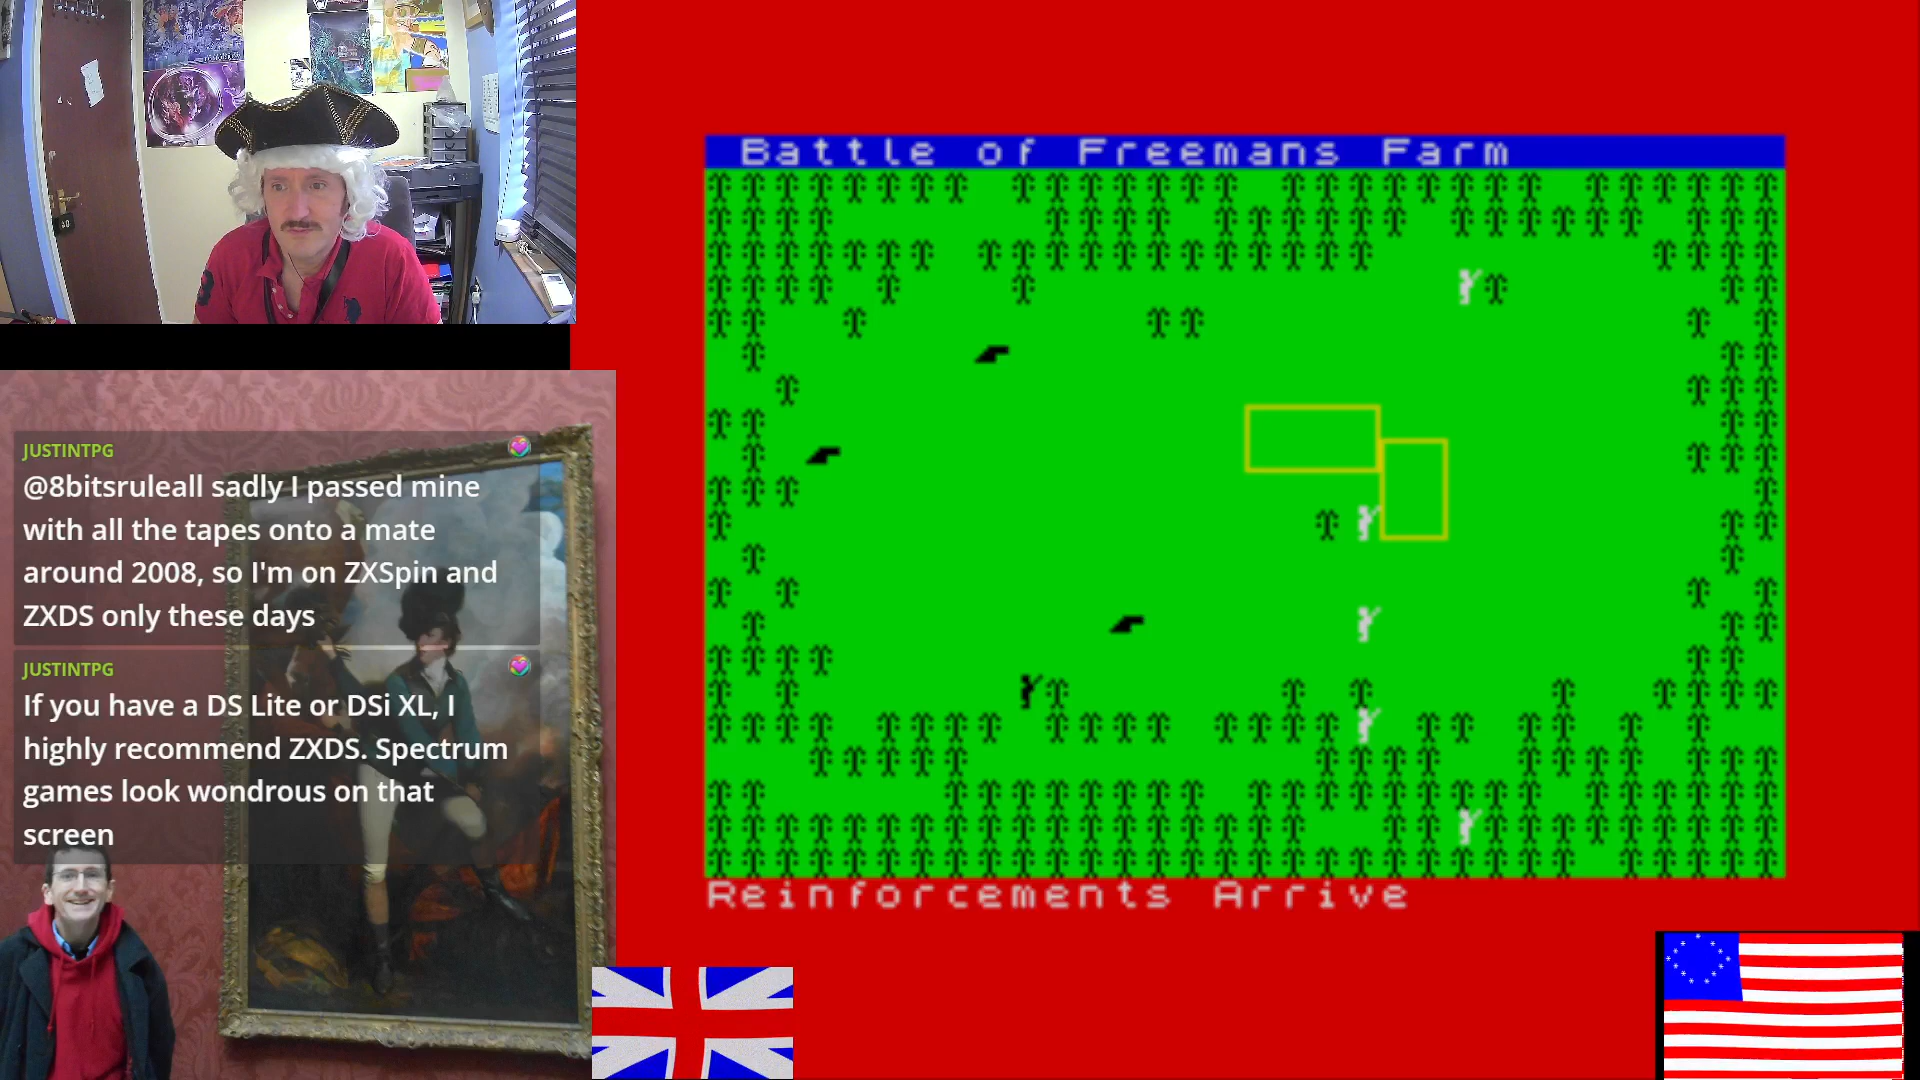 Battle of Freemans Farm
JUSTINTPG
@8bitsruleall sadly I passed mine
with all the tapes onto a mate
around 2008, so I'm on ZXSpin and
ZXDS only these days
JUSTINTPG
If you have a DS Lite or DSi XL, I
highly recommend ZXDS. Spectrum
games look wondrous on that
screen
Reinforcements Arrive